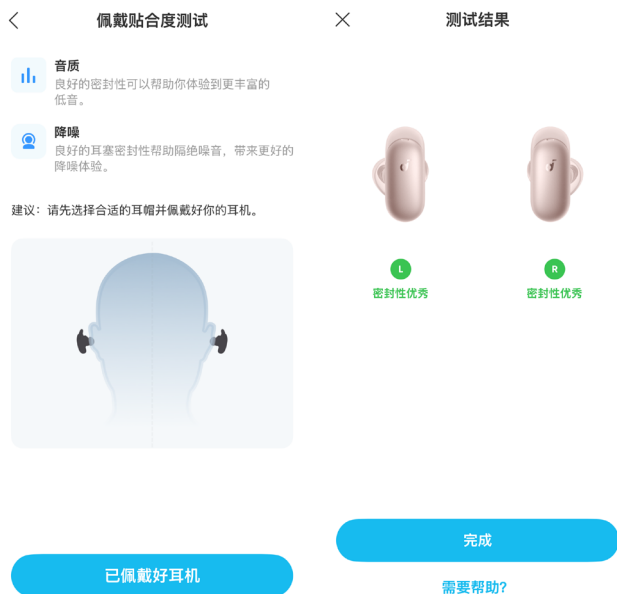 佩戴贴合度测试
音质
良好的密封性可以帮助你体验到更丰富的
低音。
降噪
良好的耳塞密封性帮助隔绝噪音，带来更好的
降噪体验。
建议：请先选择合适的耳帽并佩戴好你的耳机。
已佩戴好耳机
测试结果
L
密封性优秀
R
密封性优秀
完成
需要帮助?